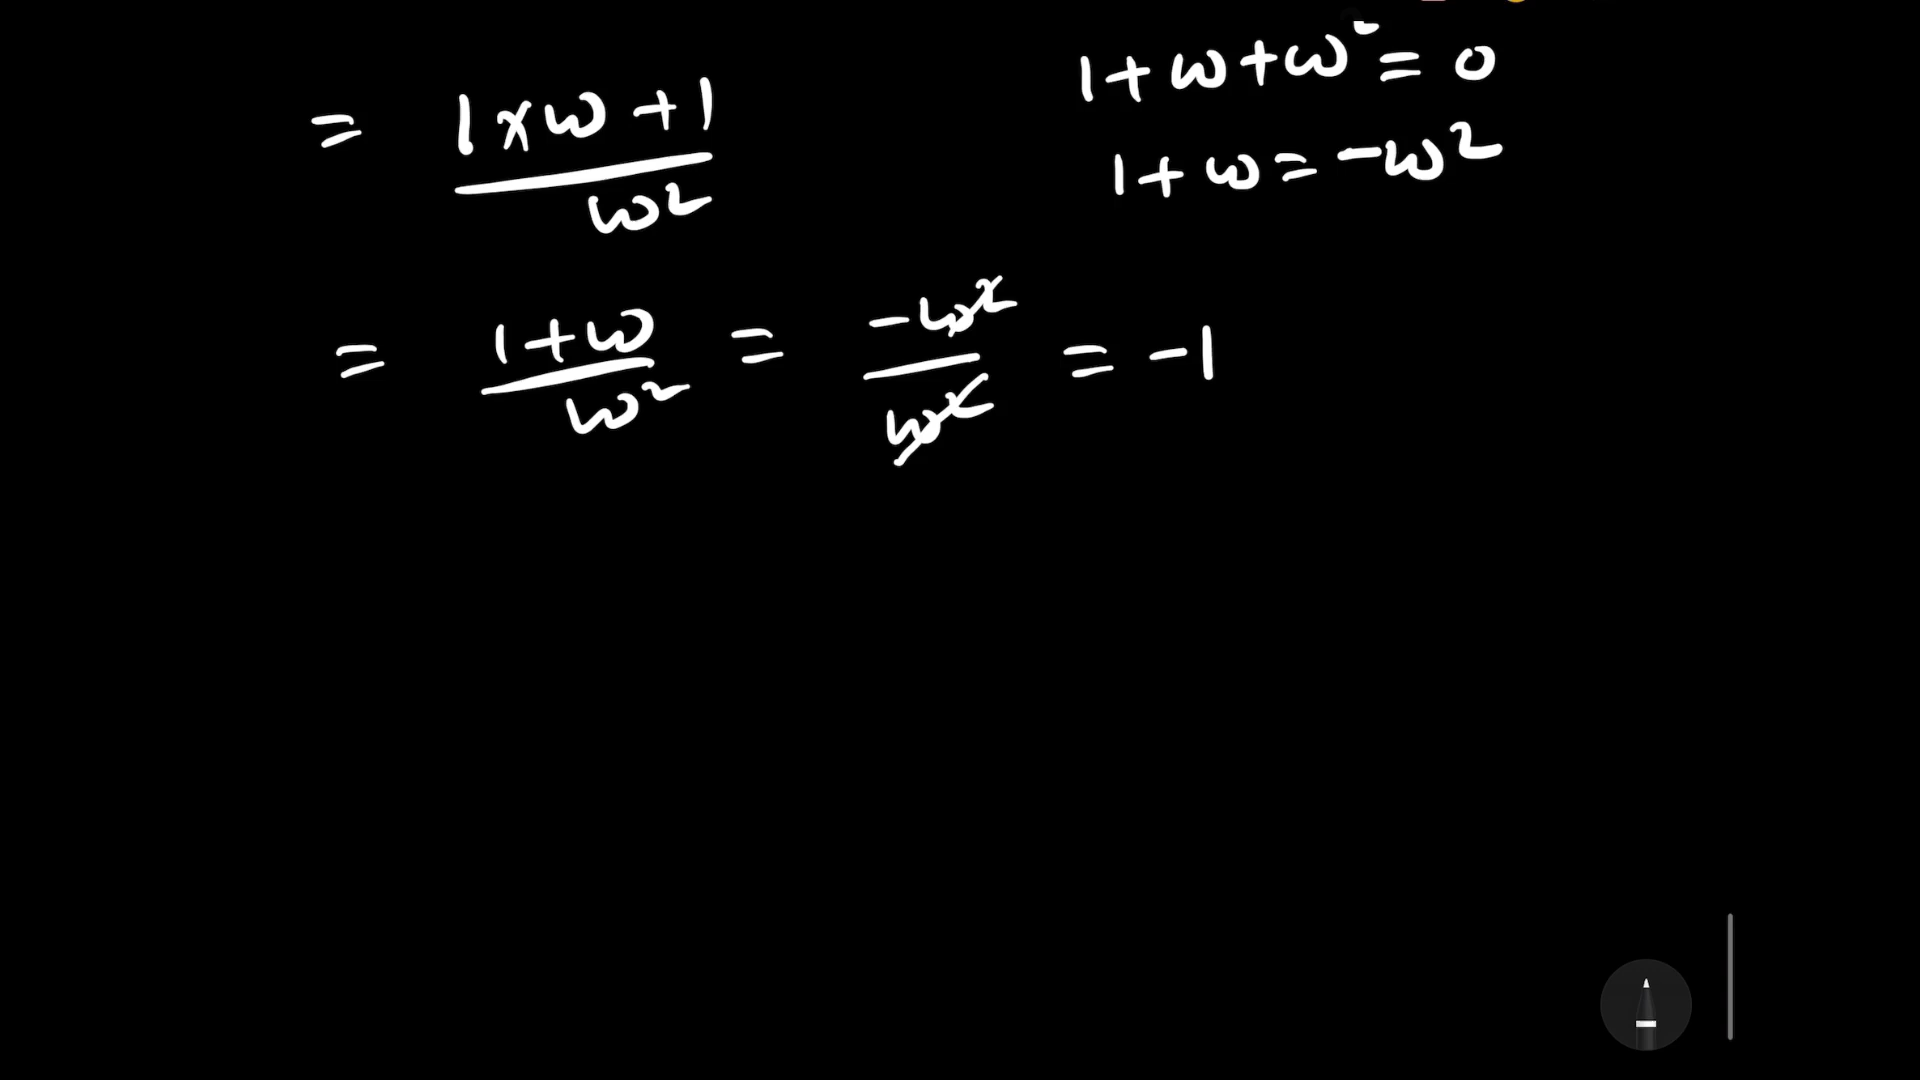 1 + ω + ω² = 0
= 1 × ω + 1 / ω²
1 + ω = -ω²
= 1 + ω / ω² = -ω² / ω² = -1